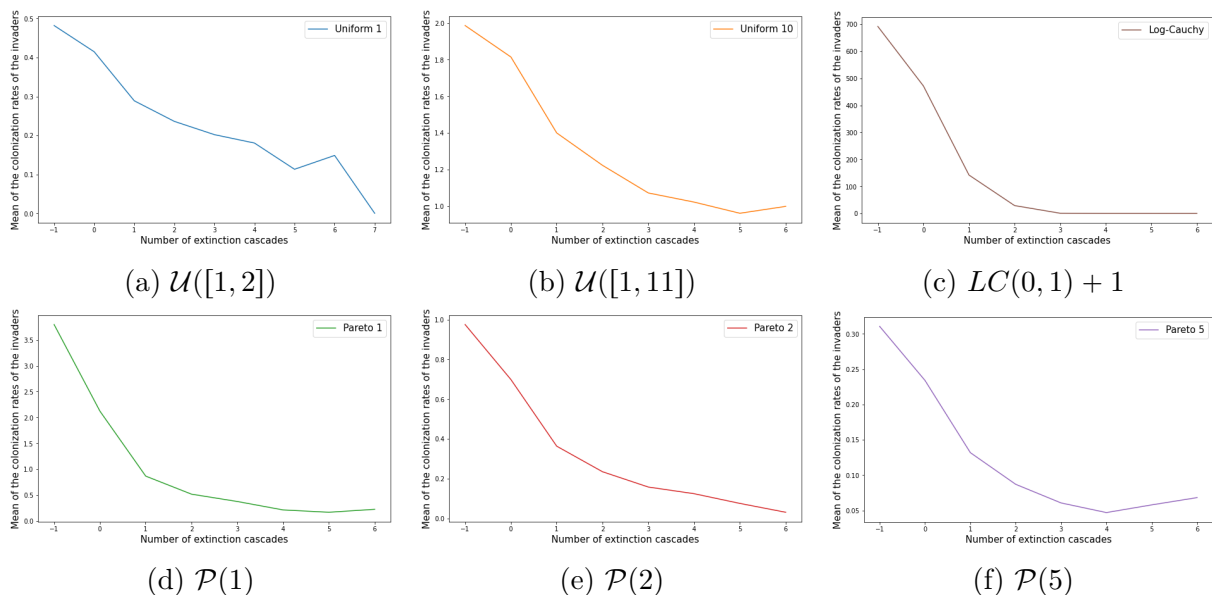 Mean of the colonization rates of the invaders
0.5
0.4
0.3
0.2
0.1
0.0
−1 0 1 2 3 4 5 6 7
Number of extinction cascades
Uniform 1
(a) 𝒰([1, 2])
Mean of the colonization rates of the invaders
2.0
1.8
1.6
1.4
1.2
1.0
−1 0 1 2 3 4 5 6
Number of extinction cascades
Uniform 10
(b) 𝒰([1, 11])
Mean of the colonization rates of the invaders
700
600
500
400
300
200
100
0
−1 0 1 2 3 4 5 6
Number of extinction cascades
Log-Cauchy
(c) LC(0, 1) + 1
Mean of the colonization rates of the invaders
3.5
3.0
2.5
2.0
1.5
1.0
0.5
0.0
−1 0 1 2 3 4 5 6
Number of extinction cascades
Pareto 1
(d) 𝒫(1)
Mean of the colonization rates of the invaders
1.0
0.8
0.6
0.4
0.2
0.0
−1 0 1 2 3 4 5 6
Number of extinction cascades
Pareto 2
(e) 𝒫(2)
Mean of the colonization rates of the invaders
0.30
0.25
0.20
0.15
0.10
0.05
−1 0 1 2 3 4 5 6
Number of extinction cascades
Pareto 5
(f) 𝒫(5)